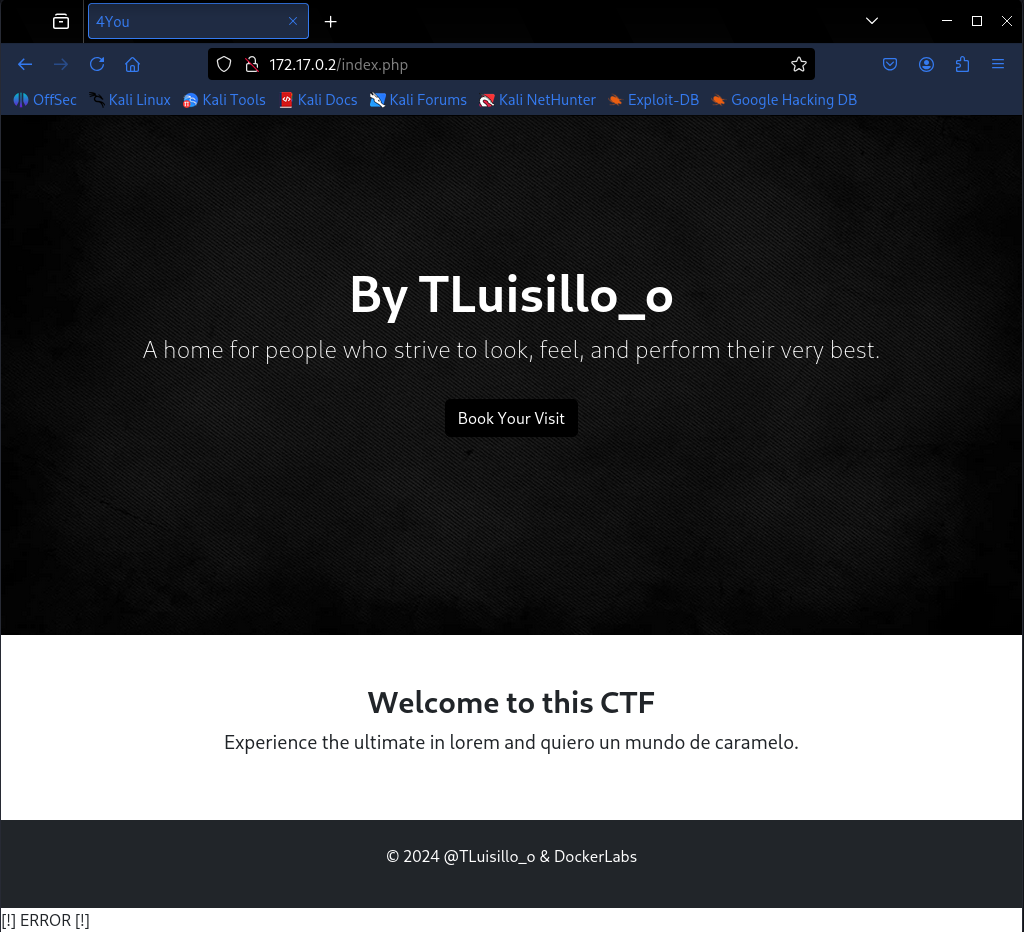 4You
172.17.0.2/index.php
OffSec Kali Linux Kali Tools Kali Docs Kali Forums Kali NetHunter Exploit-DB Google Hacking DB
By TLuisillo_o
A home for people who strive to look, feel, and perform their very best.
Book Your Visit
Welcome to this CTF
Experience the ultimate in lorem and quiero un mundo de caramelo.
© 2024 @TLuisillo_o & DockerLabs
[!] ERROR [!]